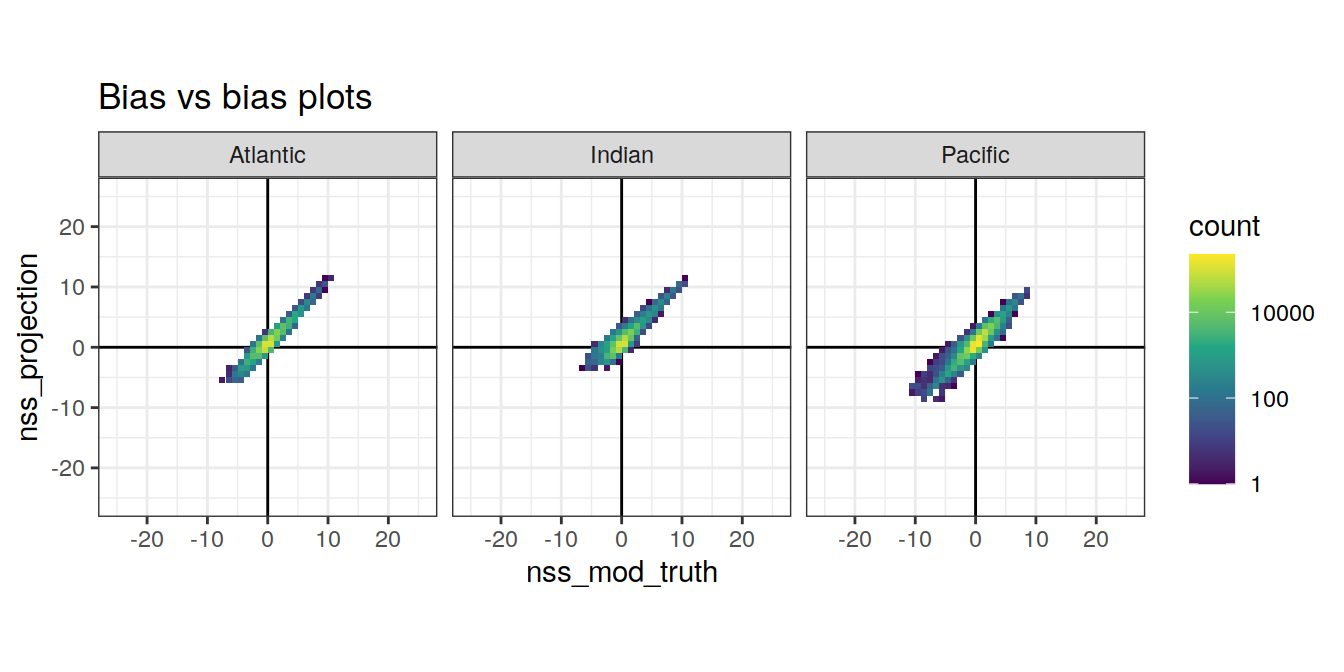 Bias vs bias plots
Atlantic
Indian
Pacific
nss_projection
20
10
0
-10
-20
-20 -10 0 10 20
-20 -10 0 10 20
-20 -10 0 10 20
nss_mod_truth
count
10000
100
1